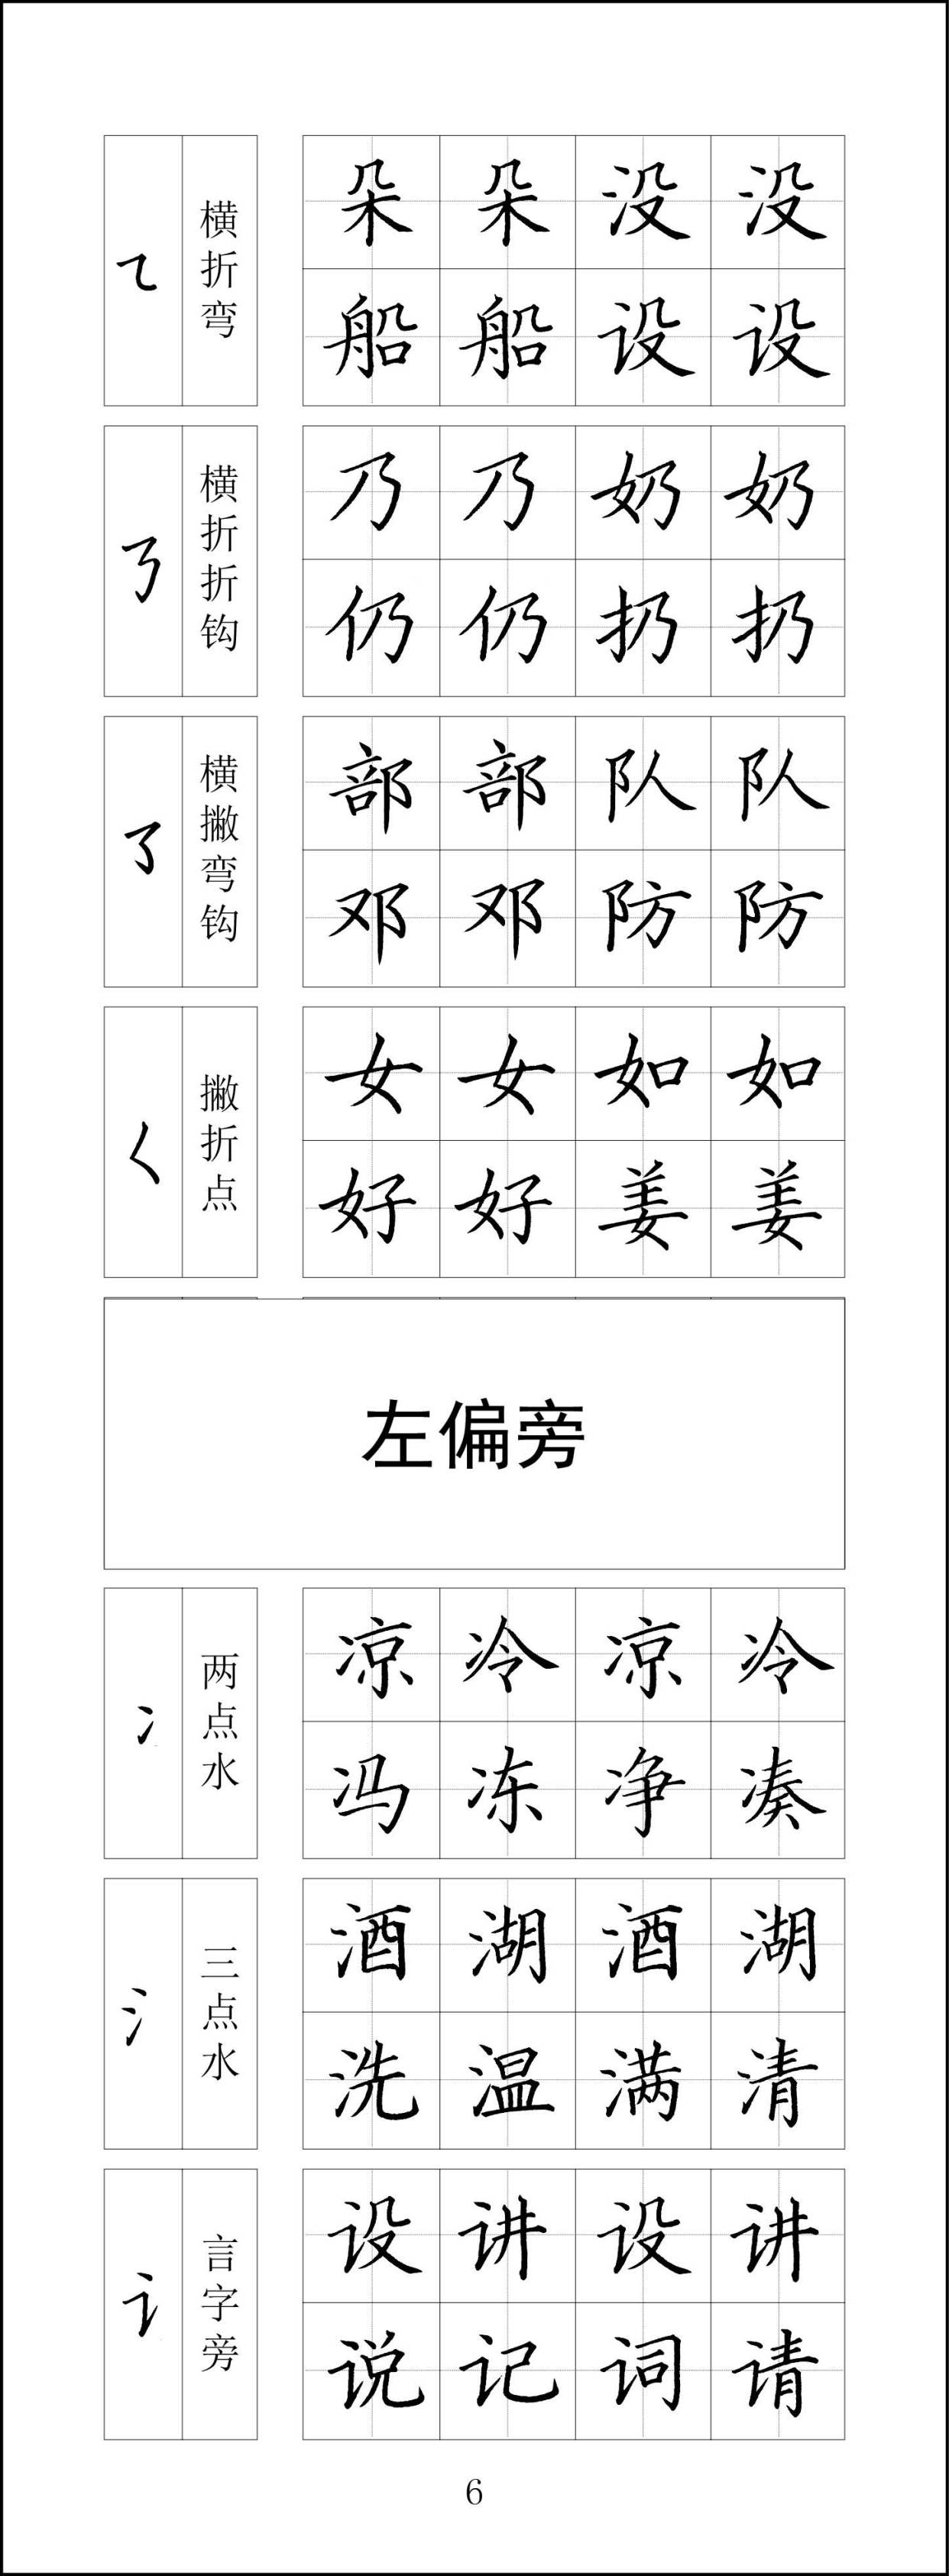 ㇍ 横折弯 朵 朵 没 没
船 船 设 设
㇡ 横折折钩 乃 乃 奶 奶
仍 仍 扔 扔
㇌ 横撇弯钩 部 部 队 队
邓 邓 防 防
𡿨 撇折点 女 女 如 如
好 好 姜 姜
左偏旁
冫 两点水 凉 冷 凉 冷
冯 冻 净 凑
氵 三点水 酒 湖 酒 湖
洗 温 满 清
讠 言字旁 设 讲 设 讲
说 记 词 请
6